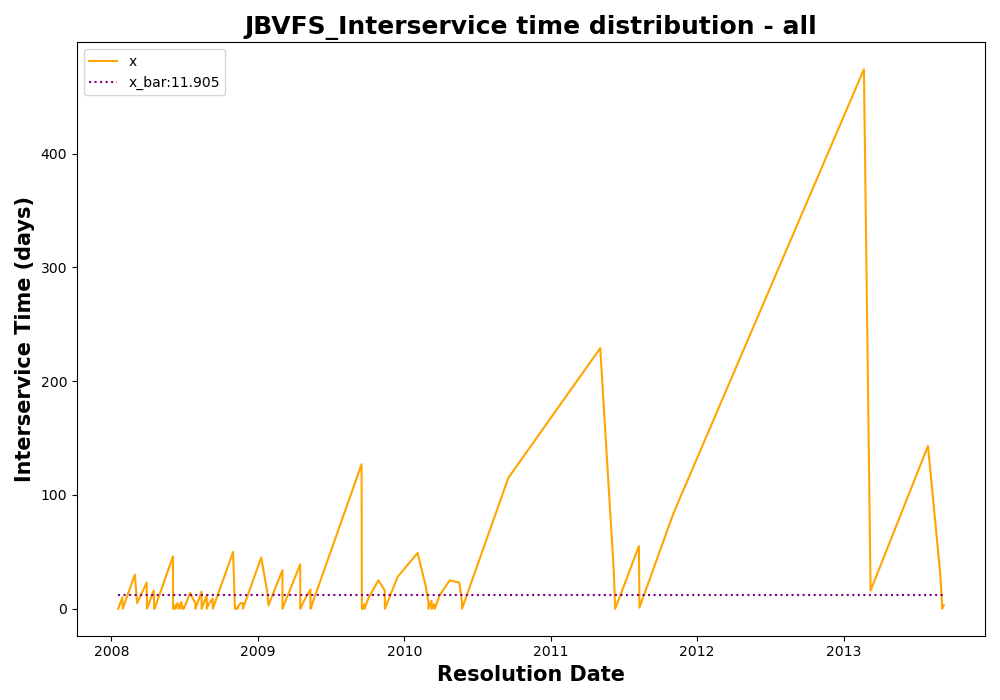 JBVFS_Interservice time distribution - all
x
x_bar:11.905
Interservice Time (days)
400
300
200
100
0
2008 2009 2010 2011 2012 2013
Resolution Date